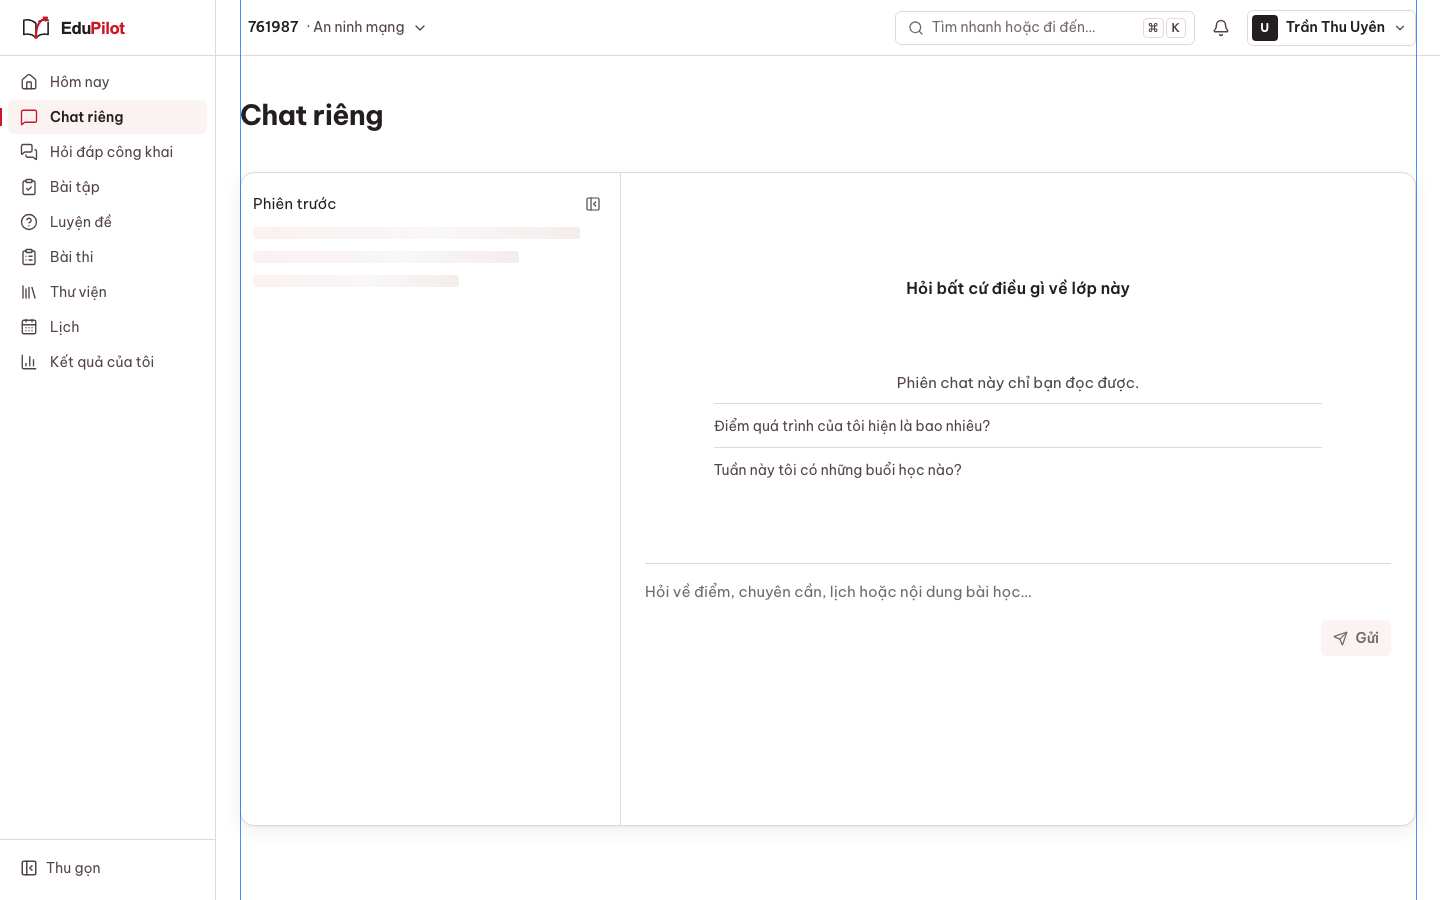 EduPilot
761987 · An ninh mạng
Tìm nhanh hoặc đi đến...
⌘ K
U
Trần Thu Uyên
Hôm nay
Chat riêng
Hỏi đáp công khai
Bài tập
Luyện đề
Bài thi
Thư viện
Lịch
Kết quả của tôi
Thu gọn
Chat riêng
Phiên trước
Hỏi bất cứ điều gì về lớp này
Phiên chat này chỉ bạn đọc được.
Điểm quá trình của tôi hiện là bao nhiêu?
Tuần này tôi có những buổi học nào?
Hỏi về điểm, chuyên cần, lịch hoặc nội dung bài học...
Gửi